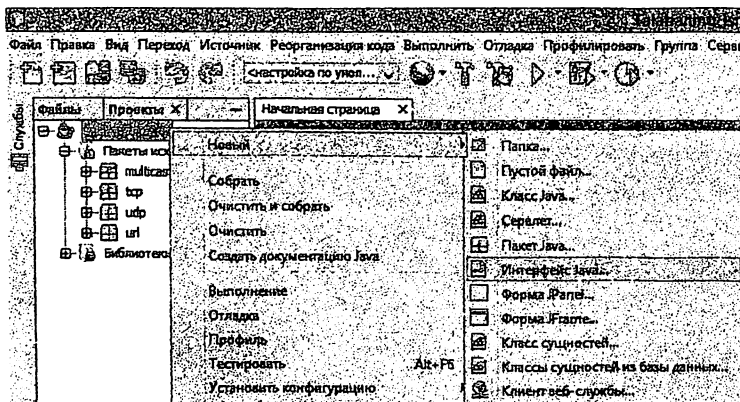 Файл Правка Вид Переход Источник Реорганизация кода Выполнить Отладка Профилировать Группа Серви
<настройка по умол...
Службы
Файлы Проекты × Начальная страница ×
Пакеты исх
multicast
tcp
udp
url
Библиотеки
Новый
Собрать
Очистить и собрать
Очистить
Создать документацию Java
Выполнение
Отладка
Профиль
Тестировать Alt+F6
Установить конфигурацию
Папка...
Пустой файл...
Класс Java...
Сервлет...
Пакет Java...
Интерфейс Java...
Форма JPanel...
Форма JFrame...
Класс сущностей...
Классы сущностей из базы данных...
Клиент веб-службы...